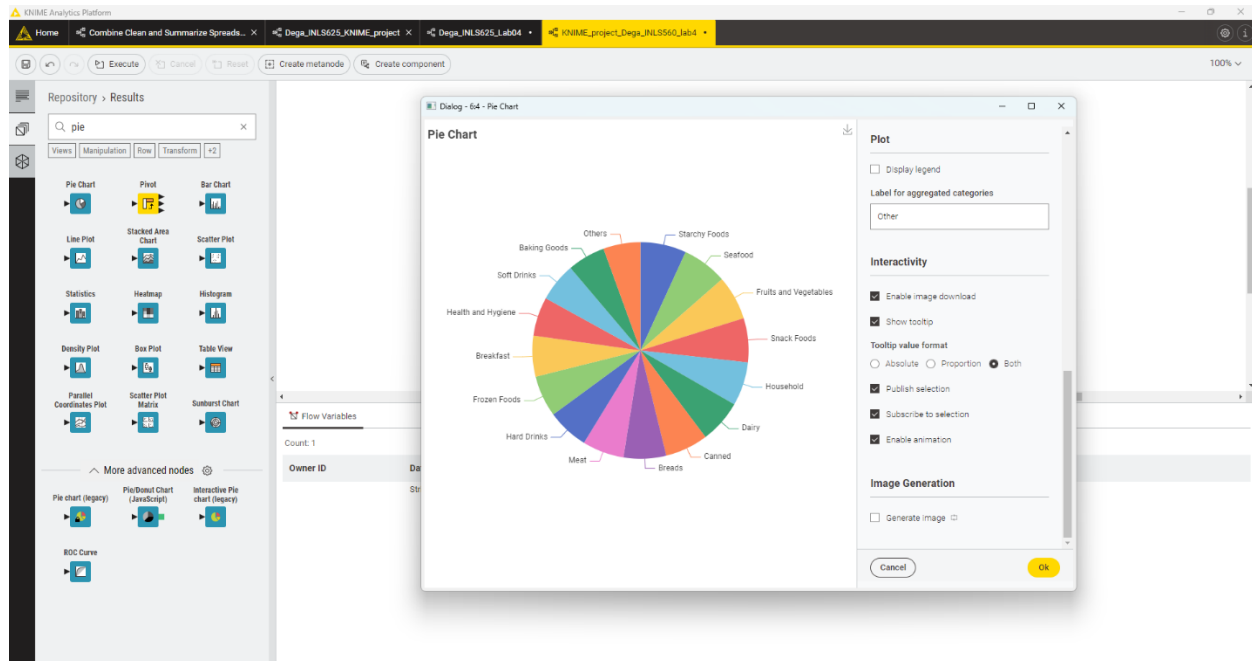 KNIME Analytics Platform
Home
Combine Clean and Summarize Spreads...
Dega_INLS625_KNIME_project
Dega_INLS625_Lab04
KNIME_project_Dega_INLS560_lab4
Execute
Cancel
Reset
Create metanode
Create component
100%
Repository > Results
pie
Views
Manipulation
Row
Transform
+2
Pie Chart
Pivot
Bar Chart
Line Plot
Stacked Area
Chart
Scatter Plot
Statistics
Heatmap
Histogram
Density Plot
Box Plot
Table View
Parallel
Coordinates Plot
Scatter Plot
Matrix
Sunburst Chart
More advanced nodes
Pie chart (legacy)
Pie/Donut Chart
(JavaScript)
Interactive Pie
chart (legacy)
ROC Curve
Flow Variables
Count: 1
Owner ID
Da
Str
Dialog - 6:4 - Pie Chart
Pie Chart
Others
Starchy Foods
Baking Goods
Seafood
Soft Drinks
Fruits and Vegetables
Health and Hygiene
Snack Foods
Breakfast
Household
Frozen Foods
Dairy
Hard Drinks
Canned
Meat
Breads
Plot
Display legend
Label for aggregated categories
Other
Interactivity
Enable image download
Show tooltip
Tooltip value format
Absolute
Proportion
Both
Publish selection
Subscribe to selection
Enable animation
Image Generation
Generate image
Cancel
Ok